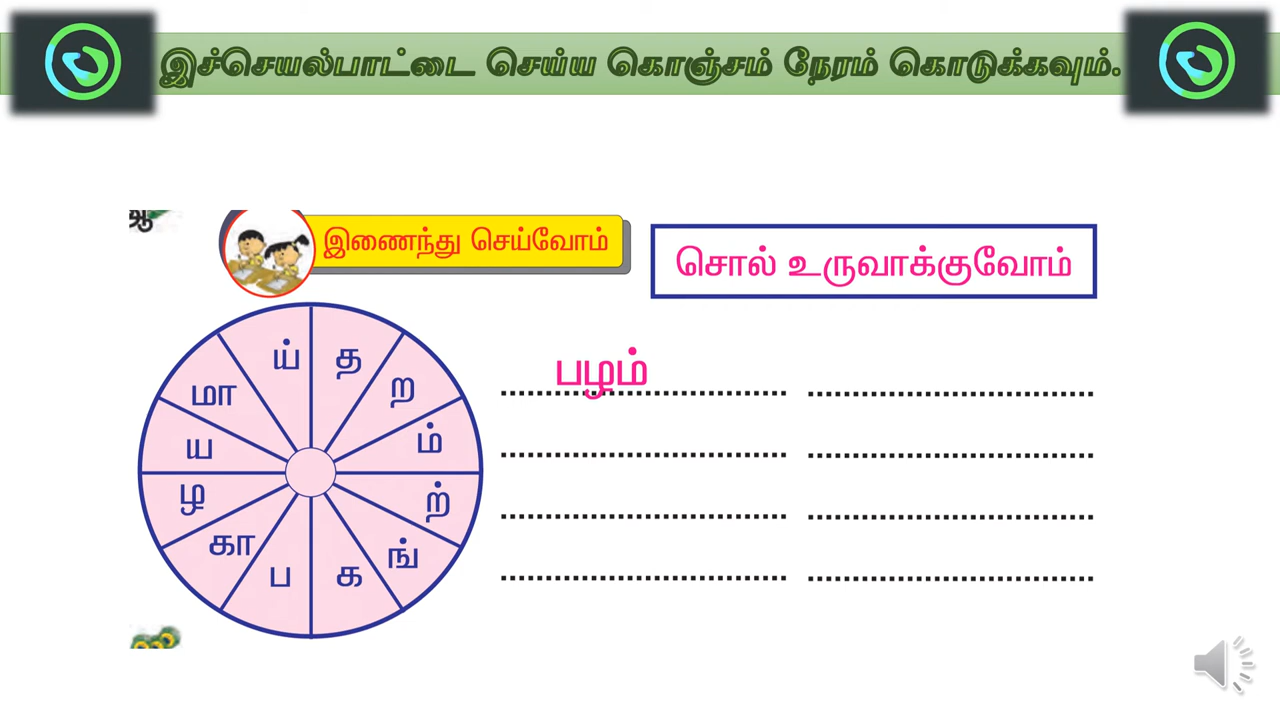 இச்செயல்பாட்டை செய்ய கொஞ்சம் நேரம் கொடுக்கவும்.
இணைந்து செய்வோம்
சொல் உருவாக்குவோம்
ய் த
மா ற
ய ம்
ழ ற்
கா ங்
ப க
பழம்